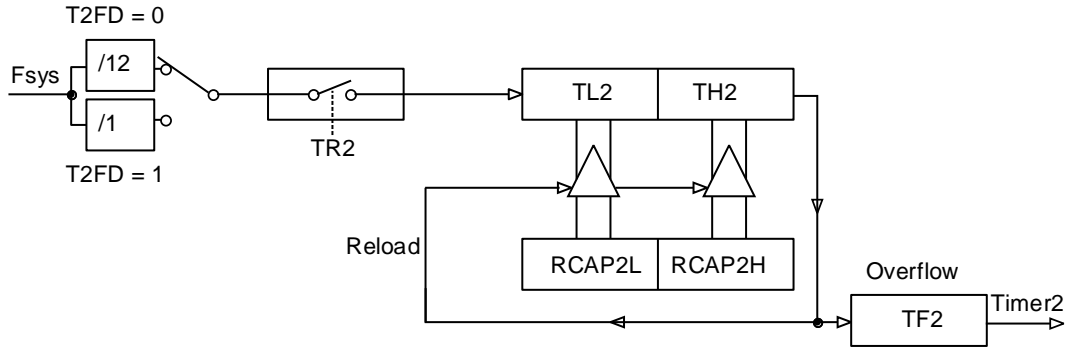 T2FD = 0
Fsys
/12
/1
T2FD = 1
TR2
TL2
TH2
Reload
RCAP2L
RCAP2H
Overflow
TF2
Timer2